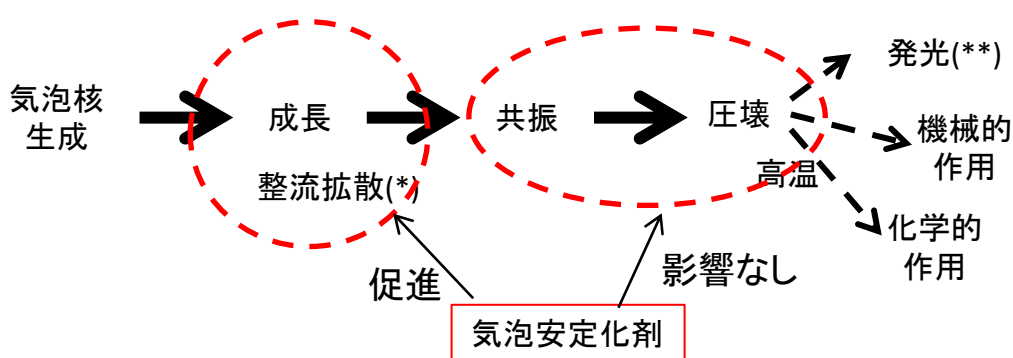 気泡核
生成
成長
整流拡散(*)
共振
圧壊
高温
発光(**)
機械的
作用
化学的
作用
促進
影響なし
気泡安定化剤